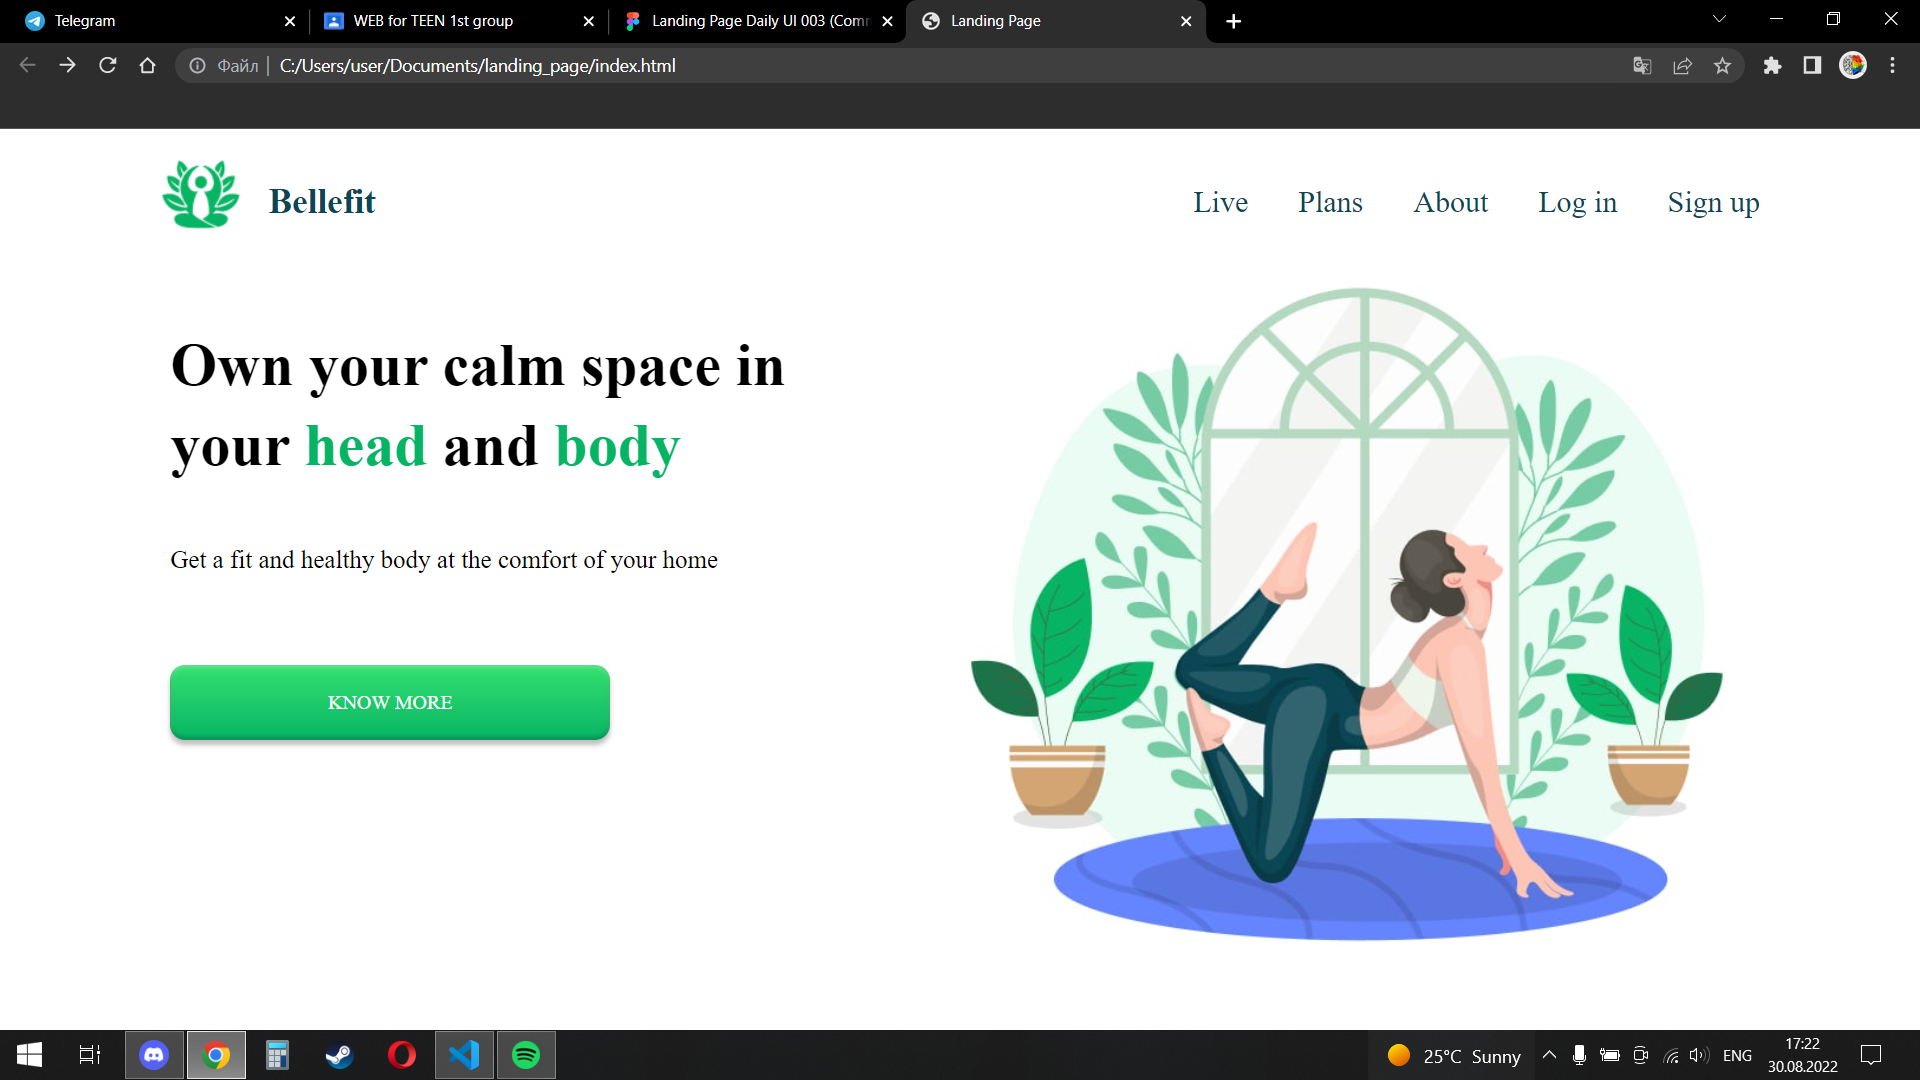 Telegram
WEB for TEEN 1st group
Landing Page Daily UI 003 (Com
Landing Page
Файл
C:/Users/user/Documents/landing_page/index.html
Bellefit
Live Plans About Log in Sign up
Own your calm space in
your head and body
Get a fit and healthy body at the comfort of your home
KNOW MORE
25°C Sunny
ENG
17:22
30.08.2022